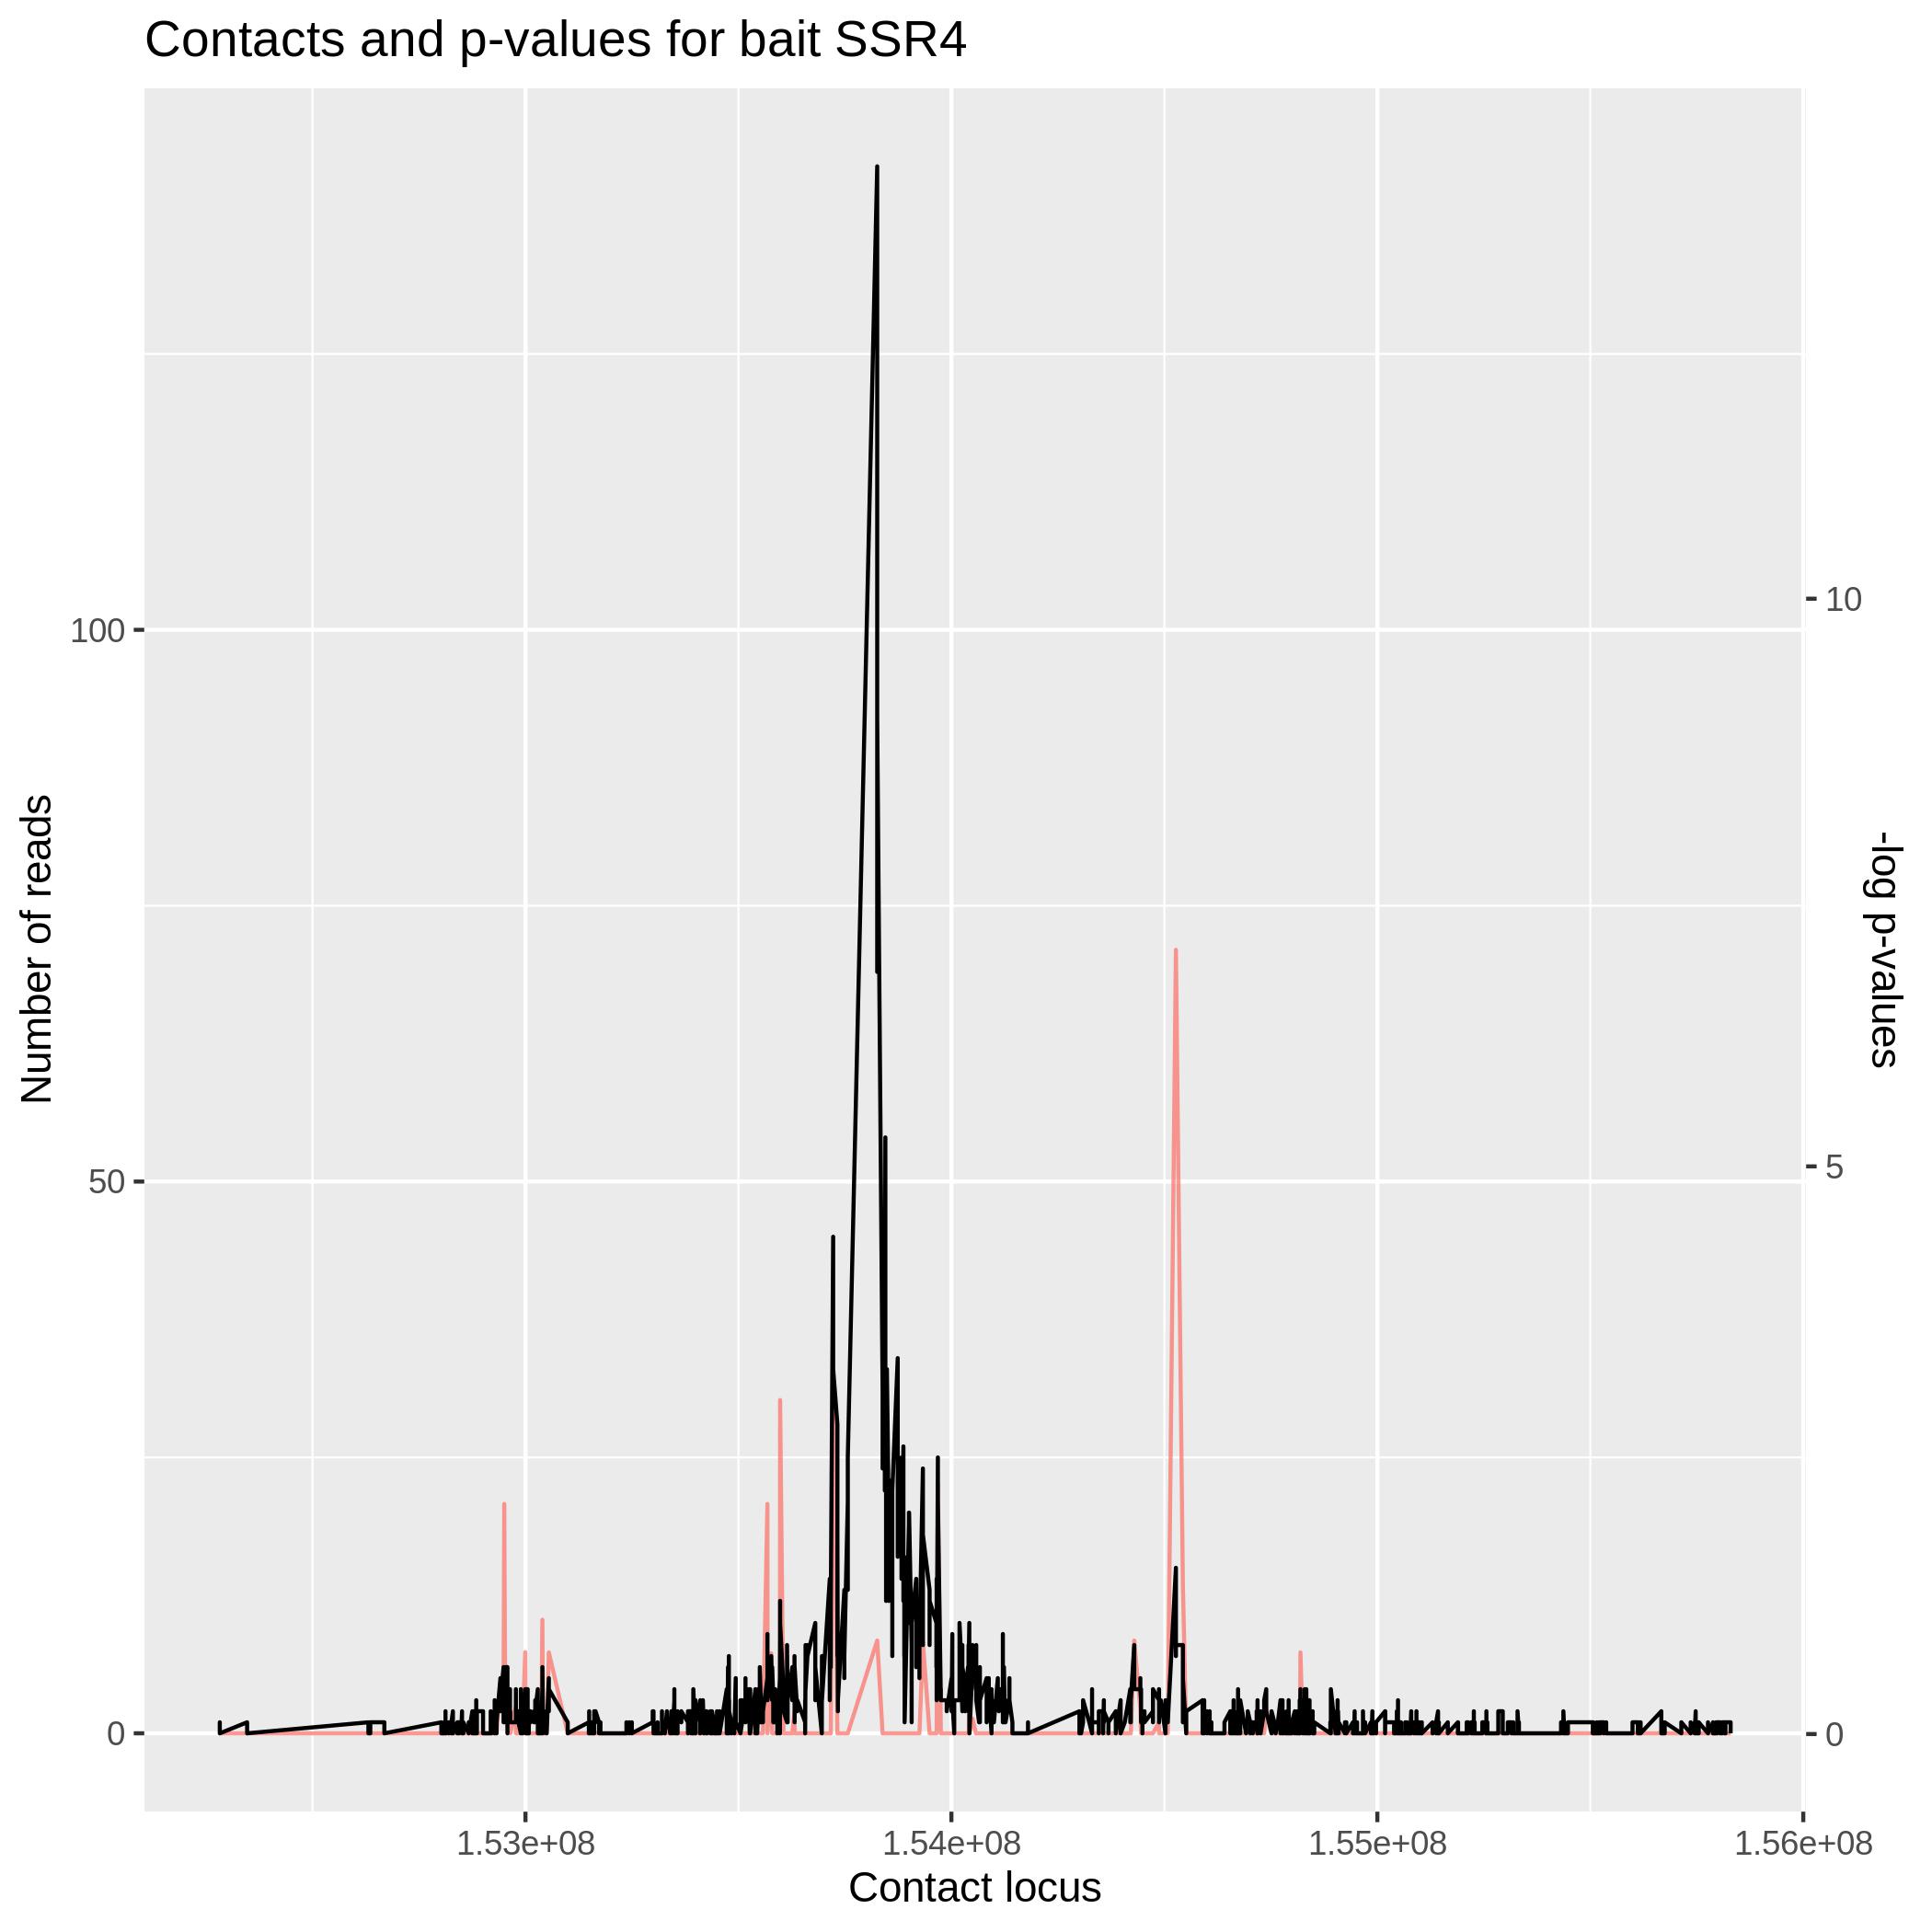 Contacts and p-values for bait SSR4
Number of reads
100
50
0
10
5
0
-log p-values
1.53e+08
1.54e+08
1.55e+08
1.56e+08
Contact locus